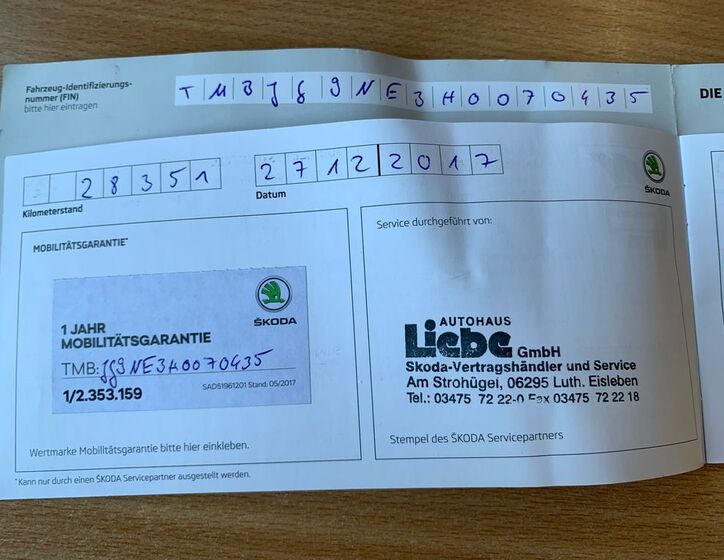 Fahrzeug-Identifizierungs-
nummer (FIN)
bitte hier eintragen
TMBJG9NE3H0070435
DIE
28351
Kilometerstand
27122017
Datum
ŠKODA
MOBILITÄTSGARANTIE*
1 JAHR
MOBILITÄTSGARANTIE
TMB: JG9NE3H0070435
1/2.353.159
SAD51961201 Stand: 05/2017
ŠKODA
Wertmarke Mobilitätsgarantie bitte hier einkleben.
*Kann nur durch einen ŠKODA Servicepartner ausgestellt werden.
Service durchgeführt von:
AUTOHAUS
Liebe GmbH
Skoda-Vertragshändler und Service
Am Strohügel, 06295 Luth. Eisleben
Tel.: 03475 72 22-0 Fax 03475 72 22 18
Stempel des ŠKODA Servicepartners